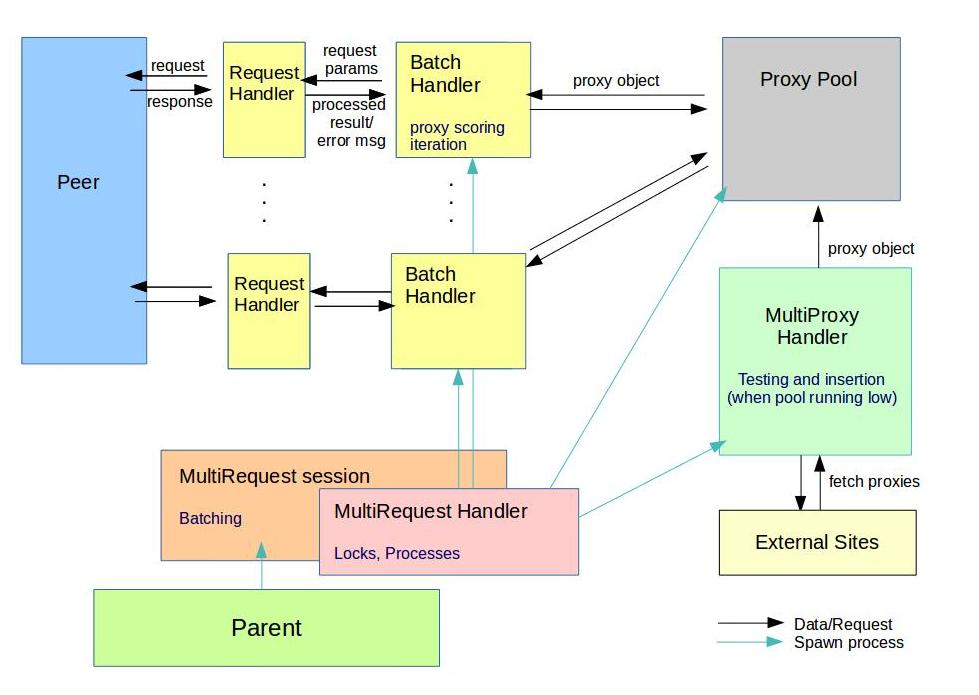 Peer
request
response
Request
Handler
request
params
processed
result/
error msg
Batch
Handler
proxy scoring
iteration
proxy object
Proxy Pool
Request
Handler
Batch
Handler
proxy object
MultiProxy
Handler
Testing and insertion
(when pool running low)
fetch proxies
External Sites
MultiRequest session
Batching
MultiRequest Handler
Locks, Processes
Parent
Data/Request
Spawn process